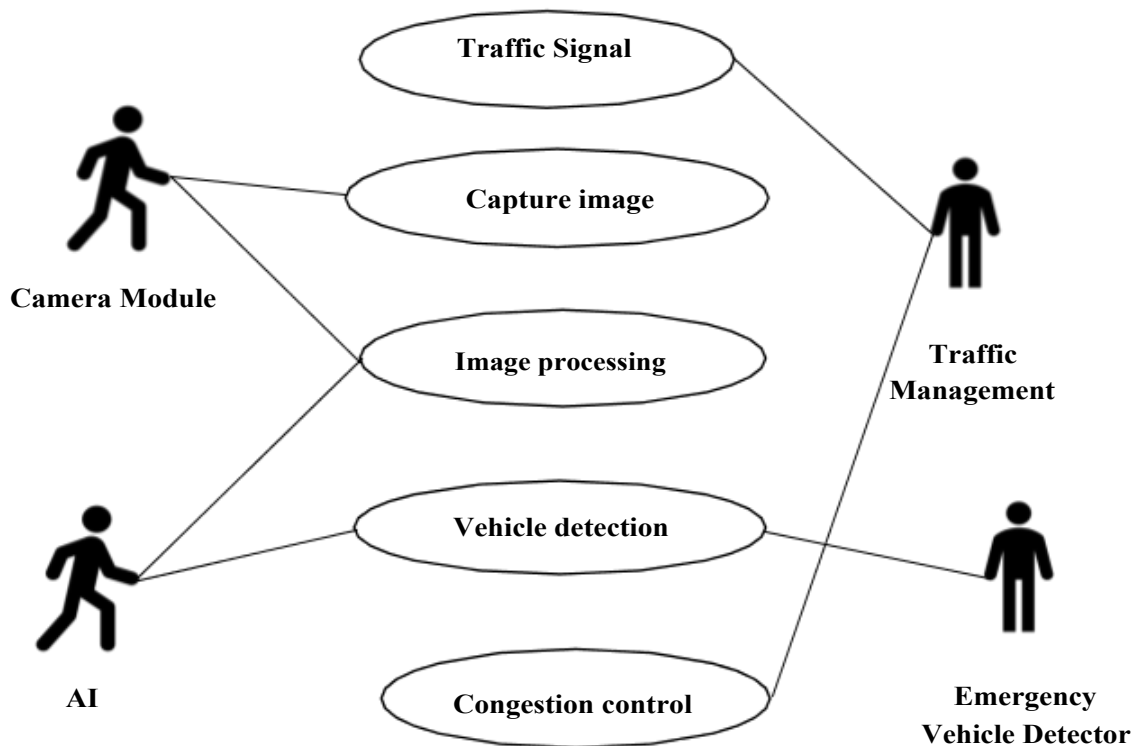 Traffic Signal
Capture image
Camera Module
Image processing
Traffic
Management
Vehicle detection
AI
Congestion control
Emergency
Vehicle Detector